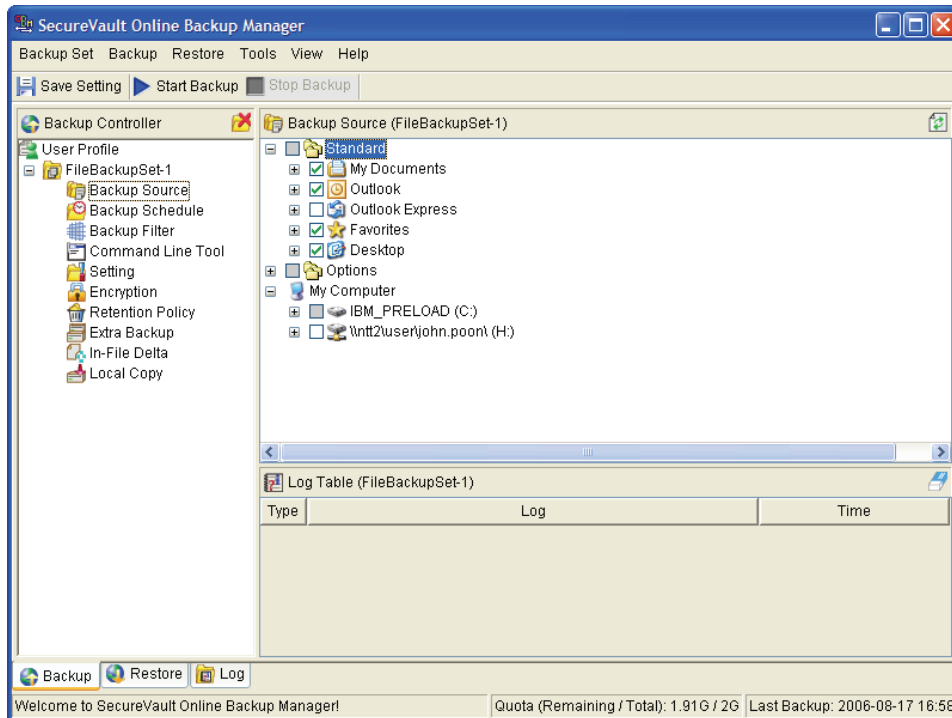 SecureVault Online Backup Manager
Backup Set Backup Restore Tools View Help
Save Setting Start Backup Stop Backup
Backup Controller
User Profile
FileBackupSet-1
Backup Source
Backup Schedule
Backup Filter
Command Line Tool
Setting
Encryption
Retention Policy
Extra Backup
In-File Delta
Local Copy
Backup Source (FileBackupSet-1)
Standard
My Documents
Outlook
Outlook Express
Favorites
Desktop
Options
My Computer
IBM_PRELOAD (C:)
\\ntt2\user\john.poon\ (H:)
Log Table (FileBackupSet-1)
Type Log Time
Backup Restore Log
Welcome to SecureVault Online Backup Manager! Quota (Remaining / Total): 1.91G / 2G Last Backup: 2006-08-17